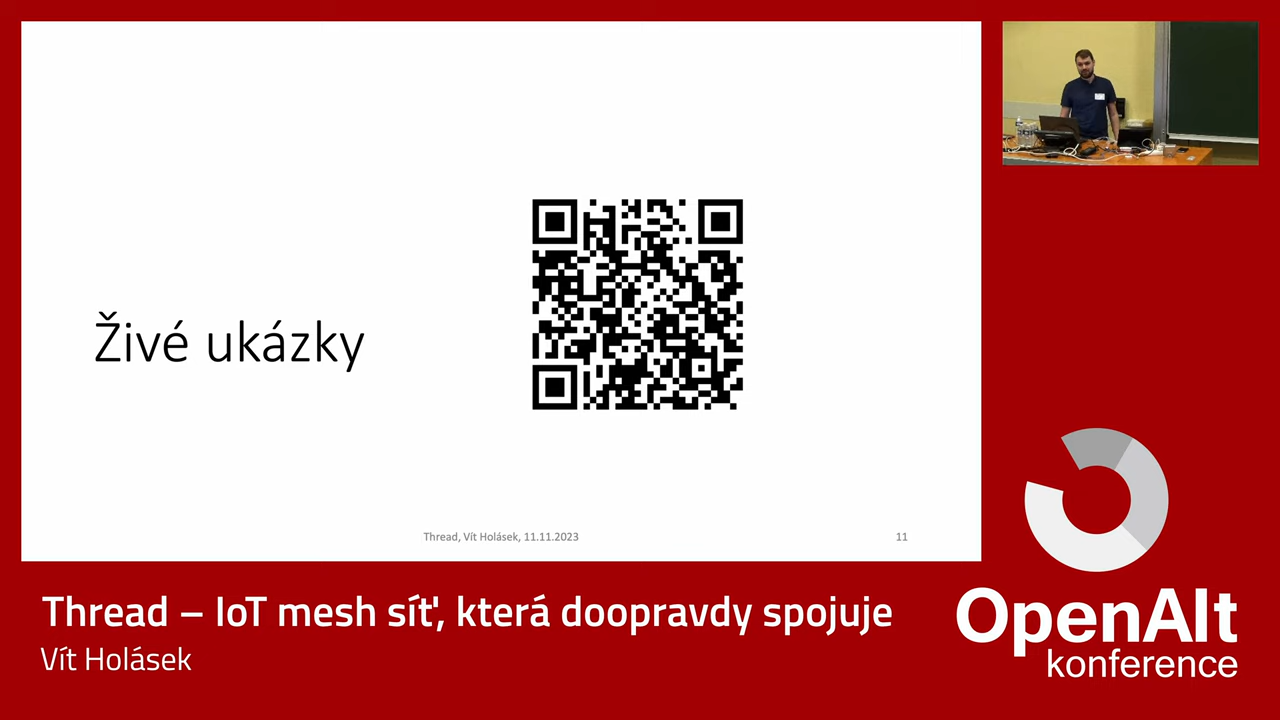 Živé ukázky
Thread, Vít Holásek, 11.11.2023
11
Thread – IoT mesh síť, která doopravdy spojuje
Vít Holásek
OpenAlt
konference